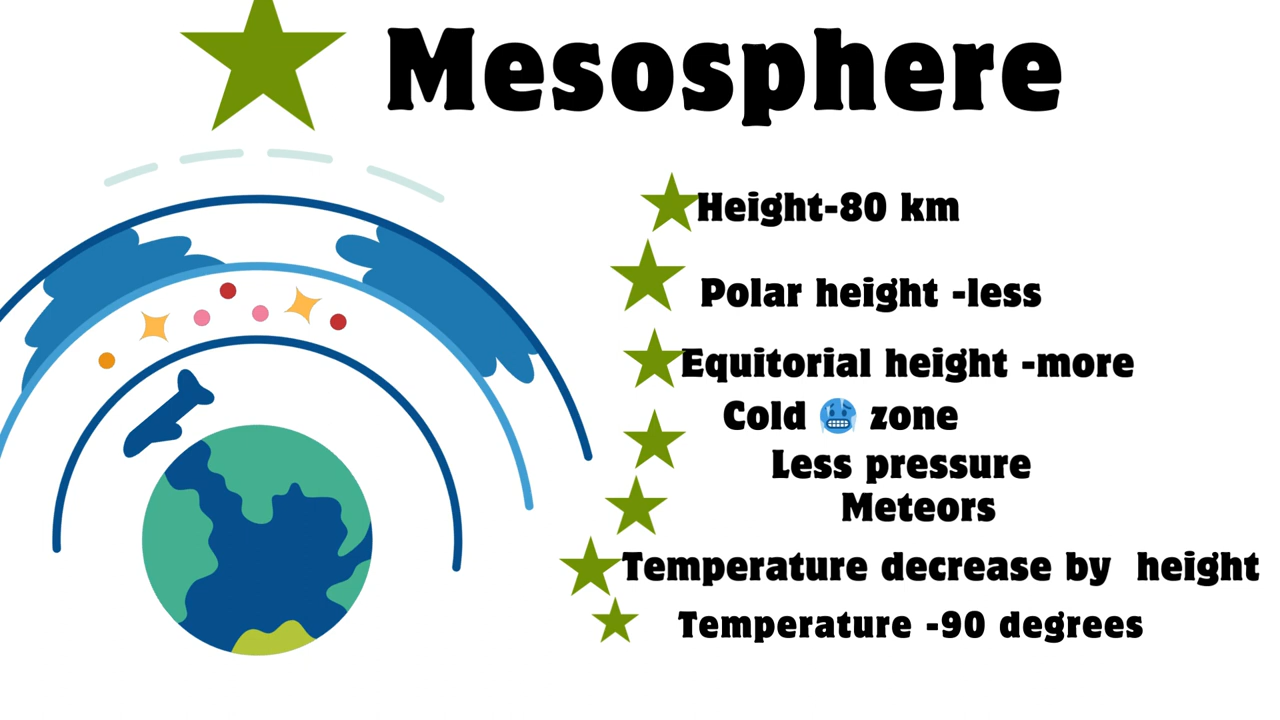 Mesosphere
Height-80 km
Polar height -less
Equitorial height -more
Cold 🥶 zone
Less pressure
Meteors
Temperature decrease by height
Temperature -90 degrees